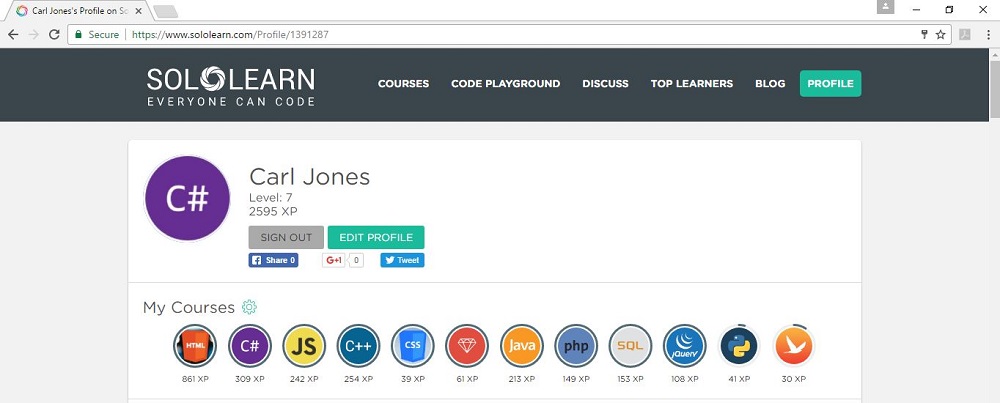 Carl Jones's Profile on So
Secure | https://www.sololearn.com/Profile/1391287
SOLOLEARN
EVERYONE CAN CODE
COURSES CODE PLAYGROUND DISCUSS TOP LEARNERS BLOG PROFILE
C#
Carl Jones
Level: 7
2595 XP
SIGN OUT EDIT PROFILE
Share 0 G+1 0 Tweet
My Courses
HTML C# JS C++ CSS Java php SQL jQuery
861 XP 309 XP 242 XP 254 XP 39 XP 61 XP 213 XP 149 XP 153 XP 108 XP 41 XP 30 XP